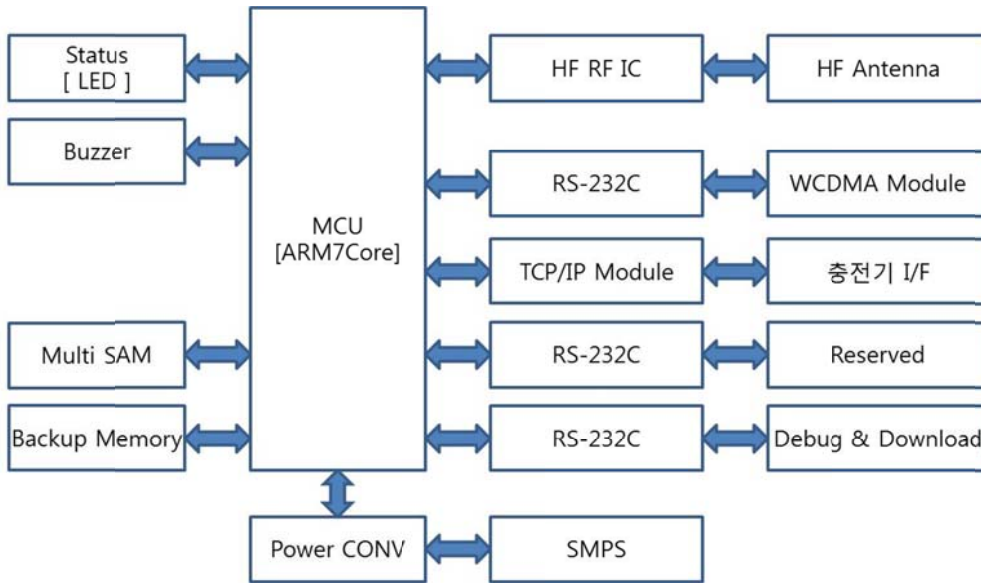 Status
[ LED ]
HF RF IC
HF Antenna
Buzzer
RS-232C
WCDMA Module
MCU
[ARM7Core]
TCP/IP Module
충전기 I/F
Multi SAM
RS-232C
Reserved
Backup Memory
RS-232C
Debug & Download
Power CONV
SMPS